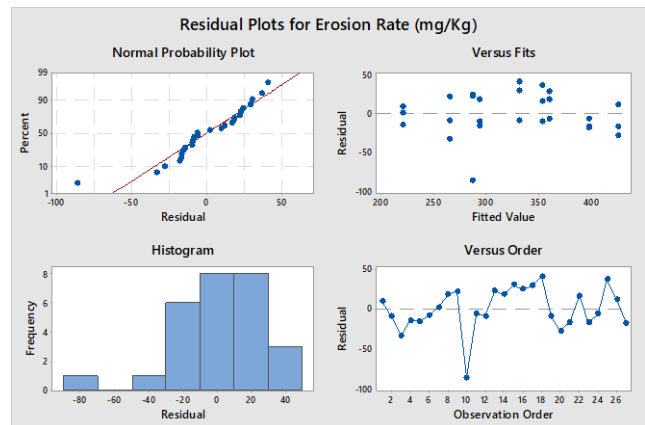 Residual Plots for Erosion Rate (mg/Kg)
Normal Probability Plot
Versus Fits
99
90
50
10
1
Percent
-100 -50 0 50
Residual
50
0
-50
-100
Residual
200 250 300 350 400
Fitted Value
Histogram
Versus Order
8
6
4
2
0
Frequency
-80 -60 -40 -20 0 20 40
Residual
50
0
-50
-100
Residual
2 4 6 8 10 12 14 16 18 20 22 24 26
Observation Order